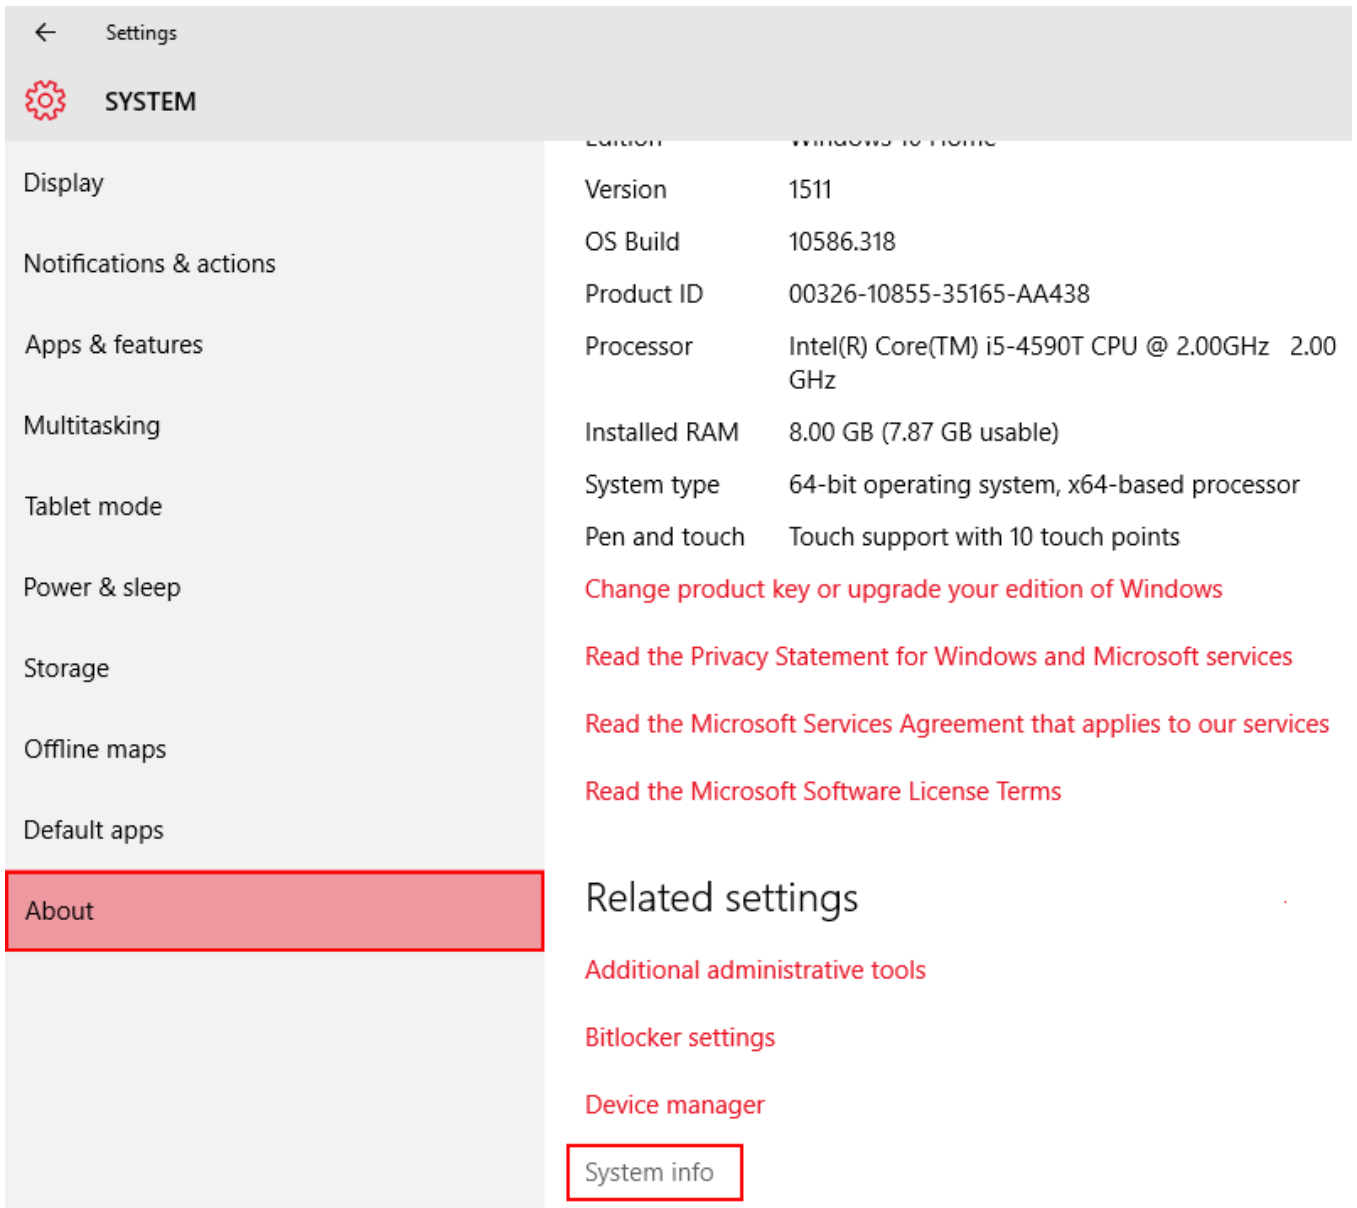 Settings
SYSTEM
Display
Notifications & actions
Apps & features
Multitasking
Tablet mode
Power & sleep
Storage
Offline maps
Default apps
About
Edition Windows 10 Home
Version 1511
OS Build 10586.318
Product ID 00326-10855-35165-AA438
Processor Intel(R) Core(TM) i5-4590T CPU @ 2.00GHz 2.00
GHz
Installed RAM 8.00 GB (7.87 GB usable)
System type 64-bit operating system, x64-based processor
Pen and touch Touch support with 10 touch points
Change product key or upgrade your edition of Windows
Read the Privacy Statement for Windows and Microsoft services
Read the Microsoft Services Agreement that applies to our services
Read the Microsoft Software License Terms
Related settings
Additional administrative tools
Bitlocker settings
Device manager
System info